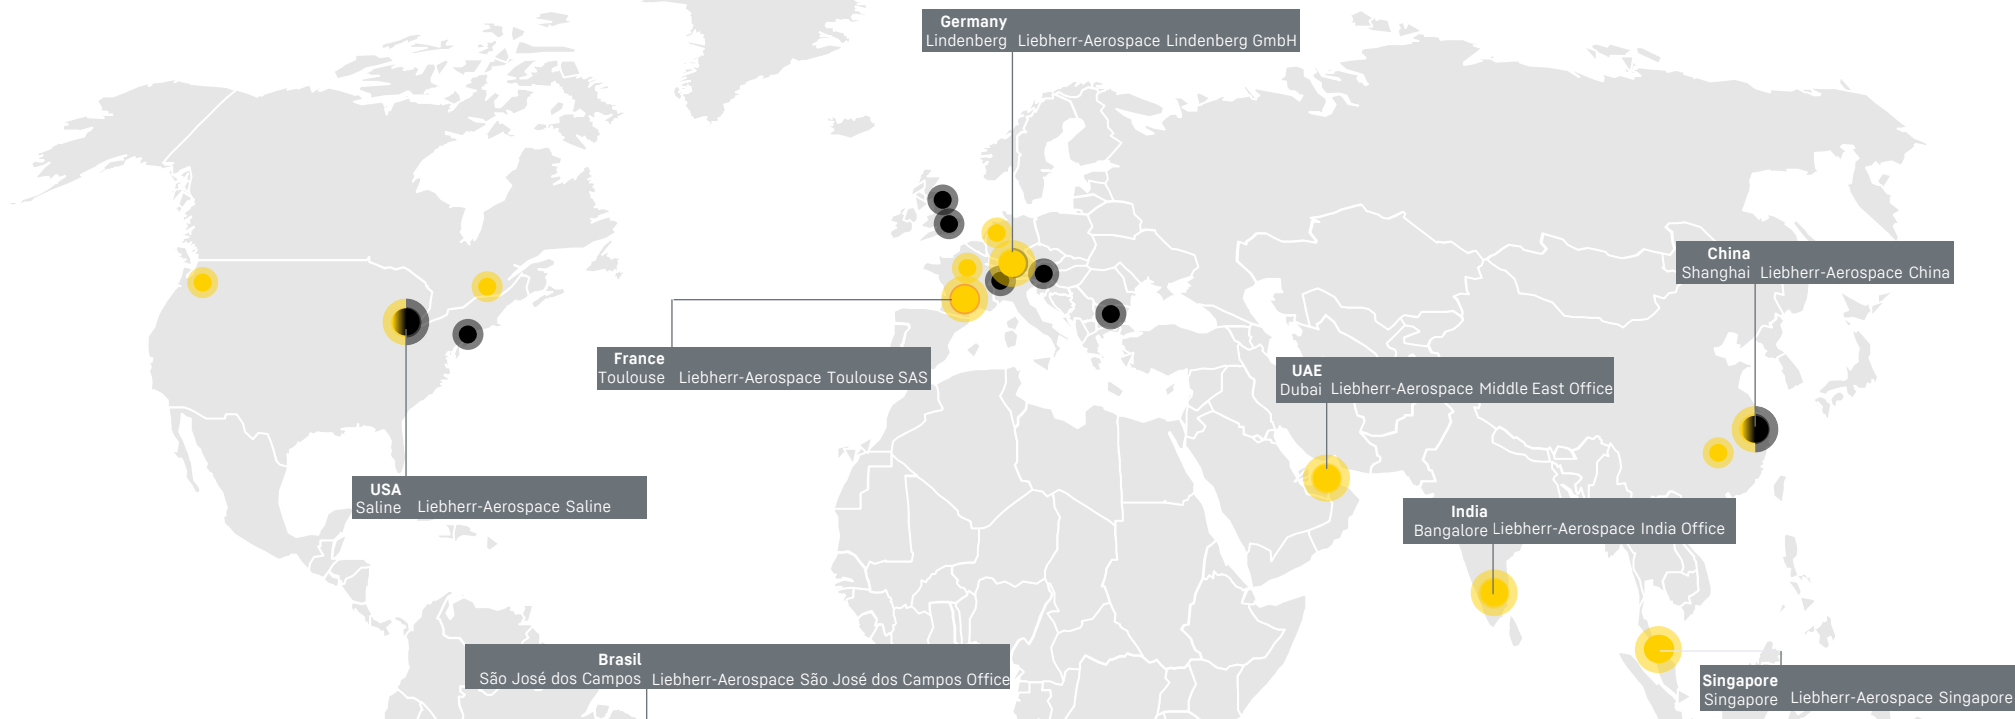 Germany
Lindenberg Liebherr-Aerospace Lindenberg GmbH
China
Shanghai Liebherr-Aerospace China
France
Toulouse Liebherr-Aerospace Toulouse SAS
UAE
Dubai Liebherr-Aerospace Middle East Office
USA
Saline Liebherr-Aerospace Saline
India
Bangalore Liebherr-Aerospace India Office
Brasil
São José dos Campos Liebherr-Aerospace São José dos Campos Office
Singapore
Singapore Liebherr-Aerospace Singapore